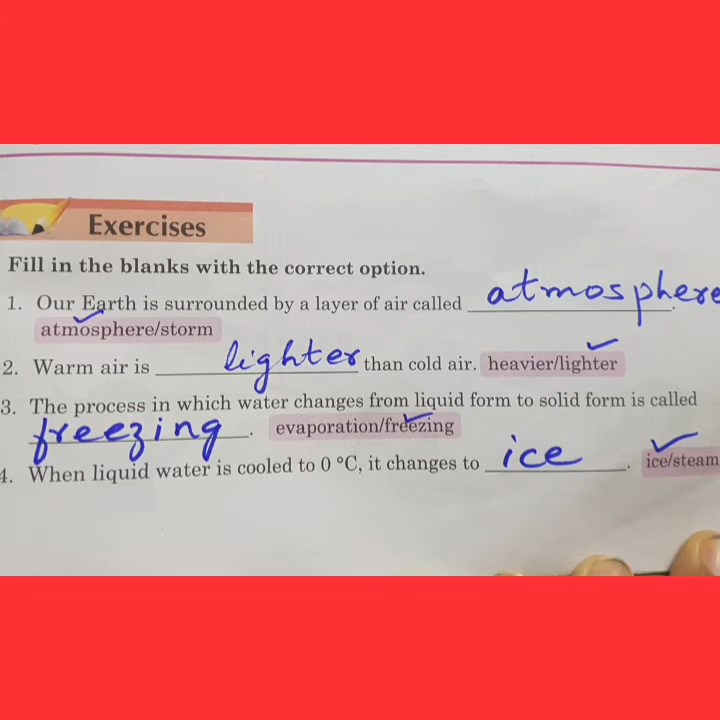 Exercises
Fill in the blanks with the correct option.
1. Our Earth is surrounded by a layer of air called atmosphere.
atmosphere/storm
2. Warm air is lighter than cold air. heavier/lighter
3. The process in which water changes from liquid form to solid form is called
freezing. evaporation/freezing
4. When liquid water is cooled to 0 °C, it changes to ice. ice/steam